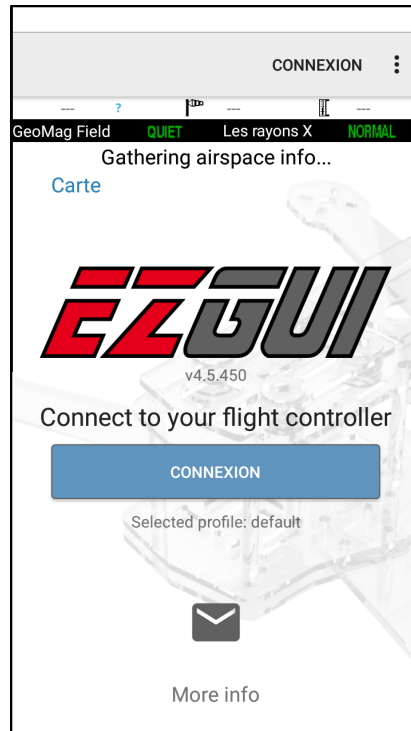 CONNEXION
--- ? --- ---
GeoMag Field QUIET Les rayons X NORMAL
Gathering airspace info...
Carte
EZGUI
v4.5.450
Connect to your flight controller
CONNEXION
Selected profile: default
More info